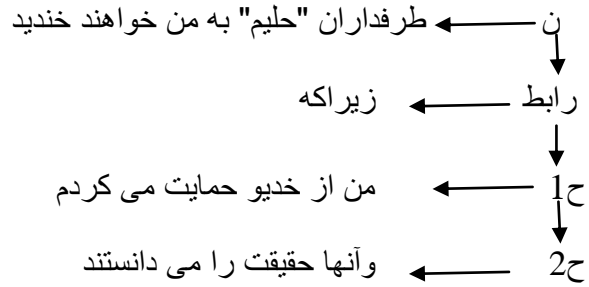 ن طرفداران "حلیم" به من خواهند خندید
رابط زیراکه
ح1 من از خدیو حمایت می کردم
ح2 وآنها حقیقت را می دانستند